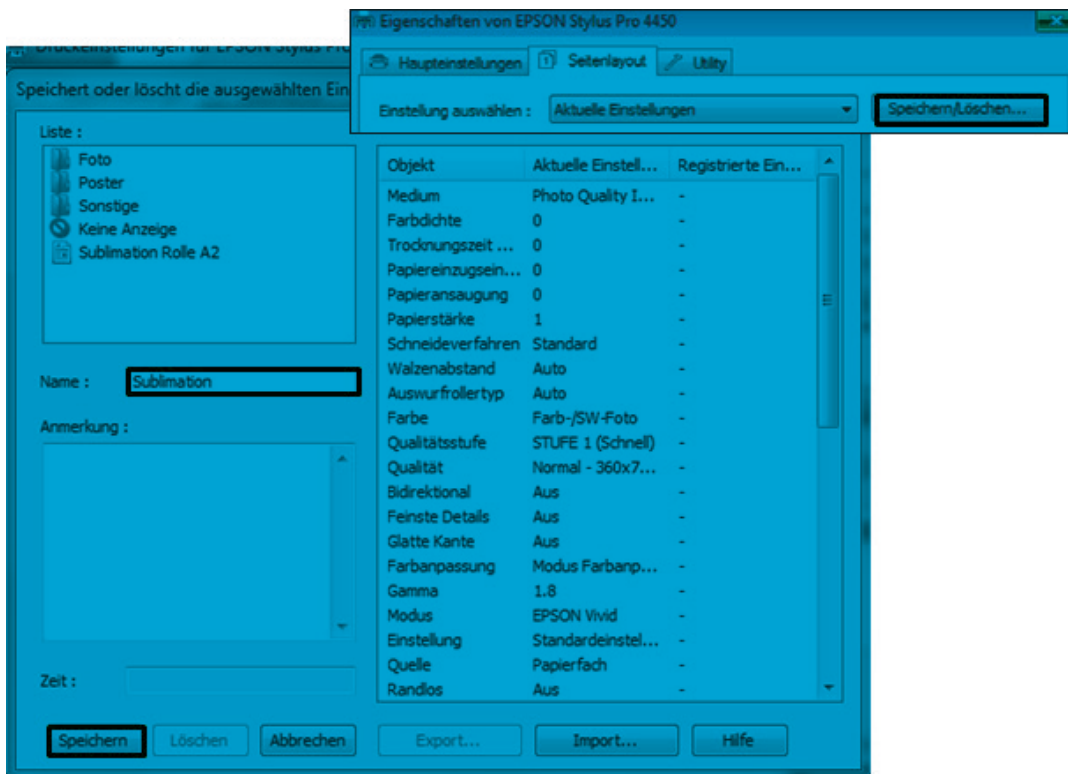 Eigenschaften von EPSON Stylus Pro 4450
Haupteinstellungen Seitenlayout Utility
Einstellung auswählen : Aktuelle Einstellungen Speichern/Löschen...
Druckeinstellungen für EPSON Stylus Pro
Speichert oder löscht die ausgewählten Ein
Liste :
Foto
Poster
Sonstige
Keine Anzeige
Sublimation Rolle A2
Name : Sublimation
Anmerkung :
Zeit :
Objekt Aktuelle Einstell... Registrierte Ein...
Medium Photo Quality I... -
Farbdichte 0 -
Trocknungszeit ... 0 -
Papiereinzugsein... 0 -
Papieransaugung 0 -
Papierstärke 1 -
Schneideverfahren Standard -
Walzenabstand Auto -
Auswurfrollertyp Auto -
Farbe Farb-/SW-Foto -
Qualitätsstufe STUFE 1 (Schnell) -
Qualität Normal - 360x7... -
Bidirektional Aus -
Feinste Details Aus -
Glatte Kante Aus -
Farbanpassung Modus Farbanp... -
Gamma 1.8 -
Modus EPSON Vivid -
Einstellung Standardeinstel... -
Quelle Papierfach -
Randlos Aus -
Speichern Löschen Abbrechen Export... Import... Hilfe